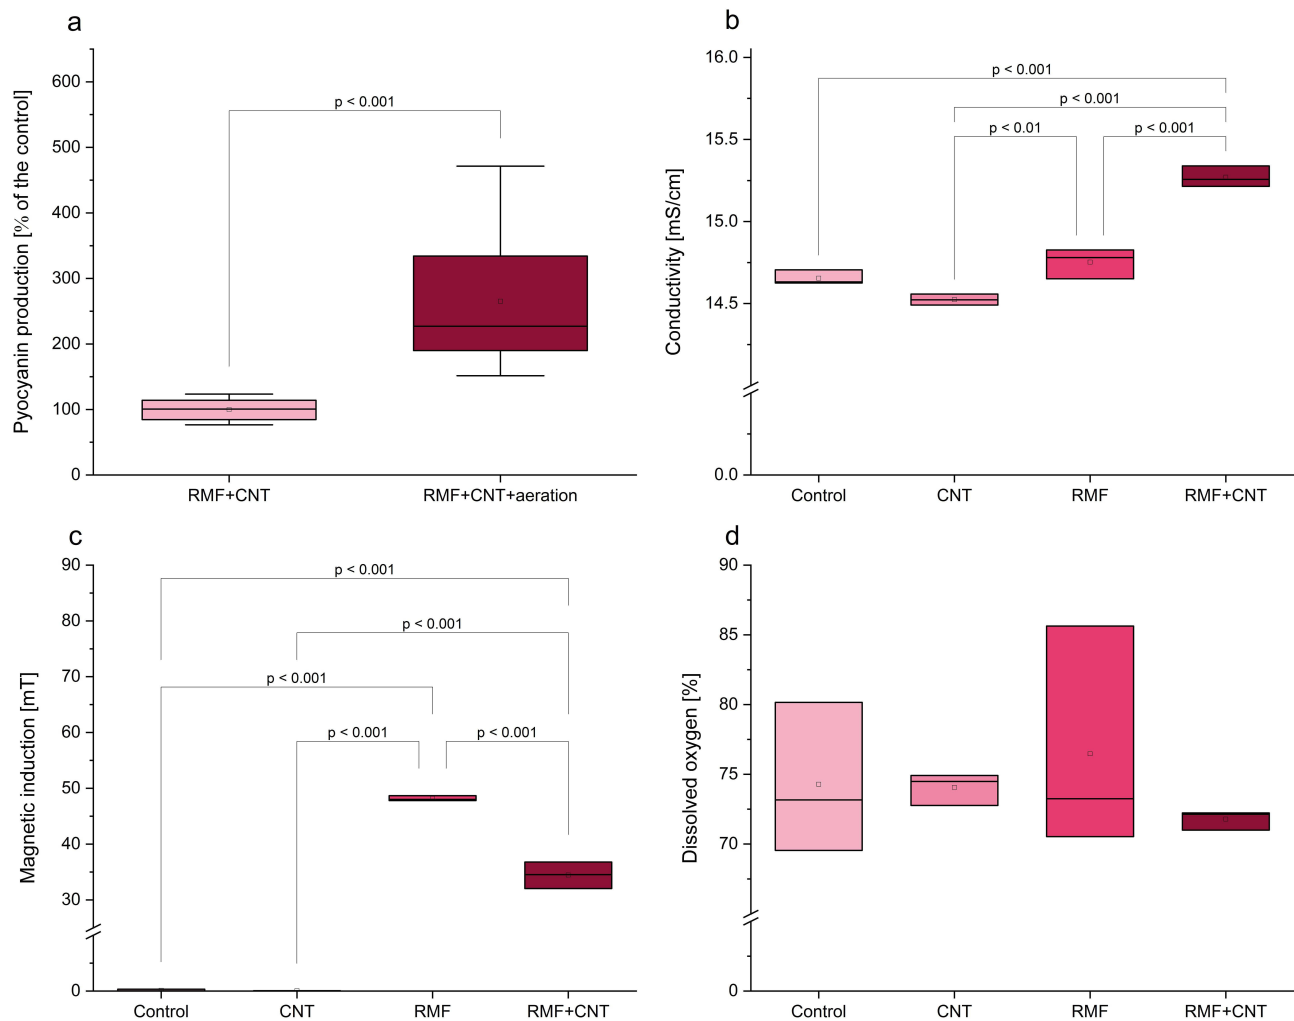 a
Pyocyanin production [% of the control]
600
500
400
300
200
100
0
p < 0.001
RMF+CNT
RMF+CNT+aeration
b
Conductivity [mS/cm]
16.0
15.5
15.0
14.5
0.0
p < 0.001
p < 0.001
p < 0.01
p < 0.001
Control
CNT
RMF
RMF+CNT
c
Magnetic induction [mT]
90
80
70
60
50
40
30
0
p < 0.001
p < 0.001
p < 0.001
p < 0.001
p < 0.001
Control
CNT
RMF
RMF+CNT
d
Dissolved oxygen [%]
90
85
80
75
70
0
Control
CNT
RMF
RMF+CNT